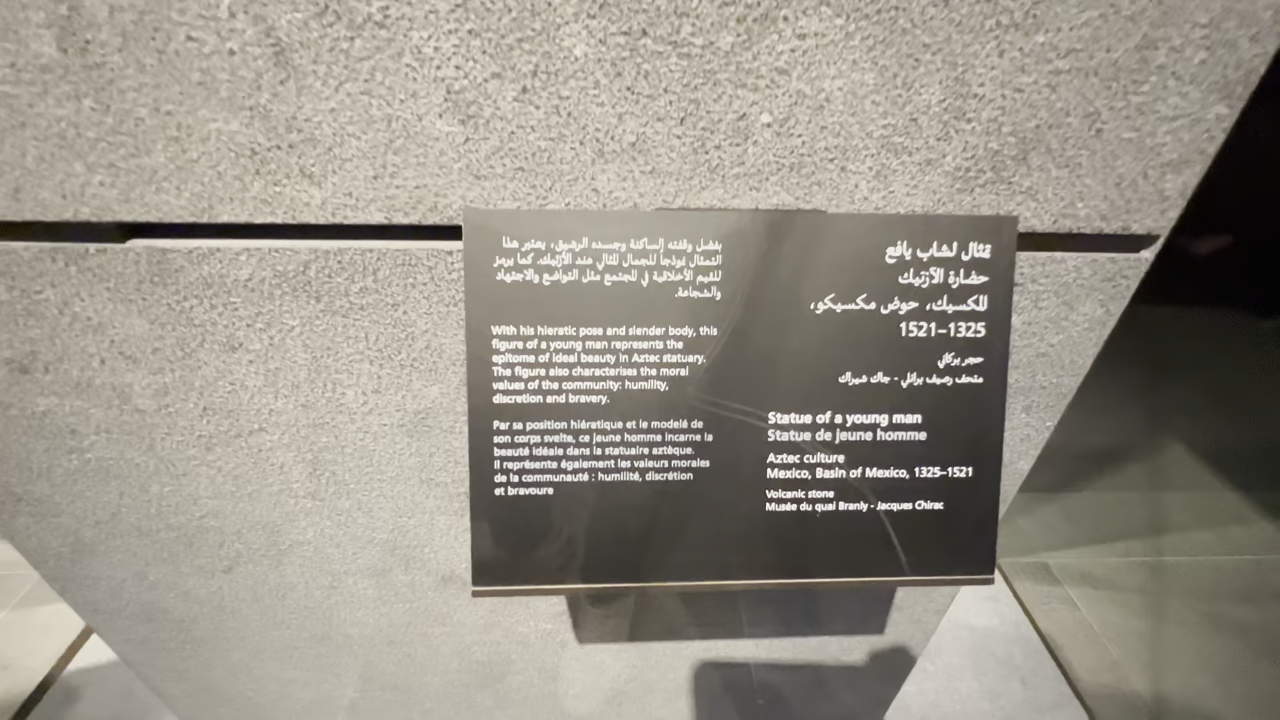 تمثال لشاب يافع
حضارة الآزتيك
المكسيك، حوض مكسيكو،
1521–1325
حجر بركاني
متحف رصيف برانلي - جاك شيراك
Statue of a young man
Statue de jeune homme
Aztec culture
Mexico, Basin of Mexico, 1325–1521
Volcanic stone
Musée du quai Branly - Jacques Chirac
بفضل وقفته الساكنة وجسده الرشيق، يعتبر هذا
التمثال نموذجاً للجمال المثالي عند الأزتيك. كما يرمز
للقيم الأخلاقية في المجتمع مثل التواضع والاجتهاد
والشجاعة.
With his hieratic pose and slender body, this
figure of a young man represents the
epitome of ideal beauty in Aztec statuary.
The figure also characterises the moral
values of the community: humility,
discretion and bravery.
Par sa position hiératique et le modelé de
son corps svelte, ce jeune homme incarne la
beauté idéale dans la statuaire aztèque.
Il représente également les valeurs morales
de la communauté : humilité, discrétion
et bravoure